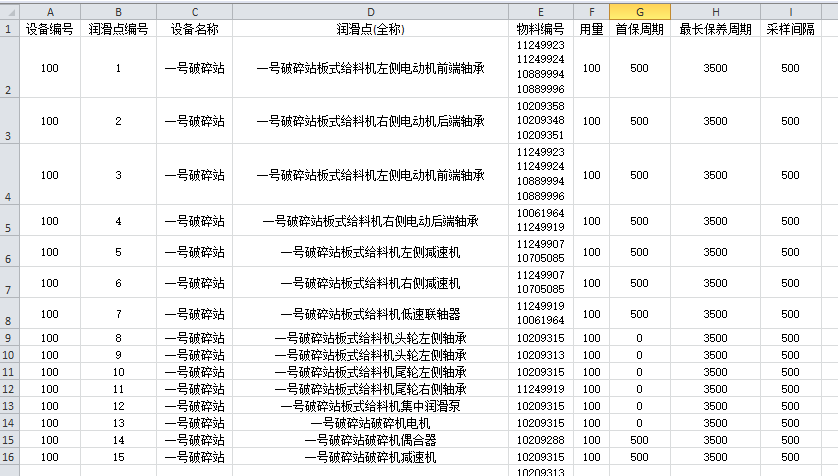 A B C D E F G H I
1 设备编号 润滑点编号 设备名称 润滑点(全称) 物料编号 用量 首保周期 最长保养周期 采样间隔
11249923
11249924
2 100 1 一号破碎站 一号破碎站板式给料机左侧电动机前端轴承 100 500 3500 500
10889994
10889996
10209358
3 100 2 一号破碎站 一号破碎站板式给料机右侧电动机后端轴承 10209348 100 500 3500 500
10209351
11249923
11249924
4 100 3 一号破碎站 一号破碎站板式给料机左侧电动机前端轴承 100 500 3500 500
10889994
10889996
10061964
5 100 4 一号破碎站 一号破碎站板式给料机右侧电动后端轴承 100 500 3500 500
11249919
11249907
6 100 5 一号破碎站 一号破碎站板式给料机左侧减速机 100 500 3500 500
10705085
11249907
7 100 6 一号破碎站 一号破碎站板式给料机右侧减速机 100 500 3500 500
10705085
11249919
8 100 7 一号破碎站 一号破碎站板式给料机低速联轴器 100 500 3500 500
10061964
9 100 8 一号破碎站 一号破碎站板式给料机头轮左侧轴承 10209315 100 0 3500 500
10 100 9 一号破碎站 一号破碎站板式给料机头轮左侧轴承 10209313 100 0 3500 500
11 100 10 一号破碎站 一号破碎站板式给料机尾轮左侧轴承 10209315 100 0 3500 500
12 100 11 一号破碎站 一号破碎站板式给料机尾轮右侧轴承 11249919 100 0 3500 500
13 100 12 一号破碎站 一号破碎站板式给料机集中润滑泵 10209315 100 0 3500 500
14 100 13 一号破碎站 一号破碎站破碎机电机 10209315 100 0 3500 500
15 100 14 一号破碎站 一号破碎站破碎机偶合器 10209288 100 500 3500 500
16 100 15 一号破碎站 一号破碎站破碎机减速机 10209315 100 500 3500 500
10209313